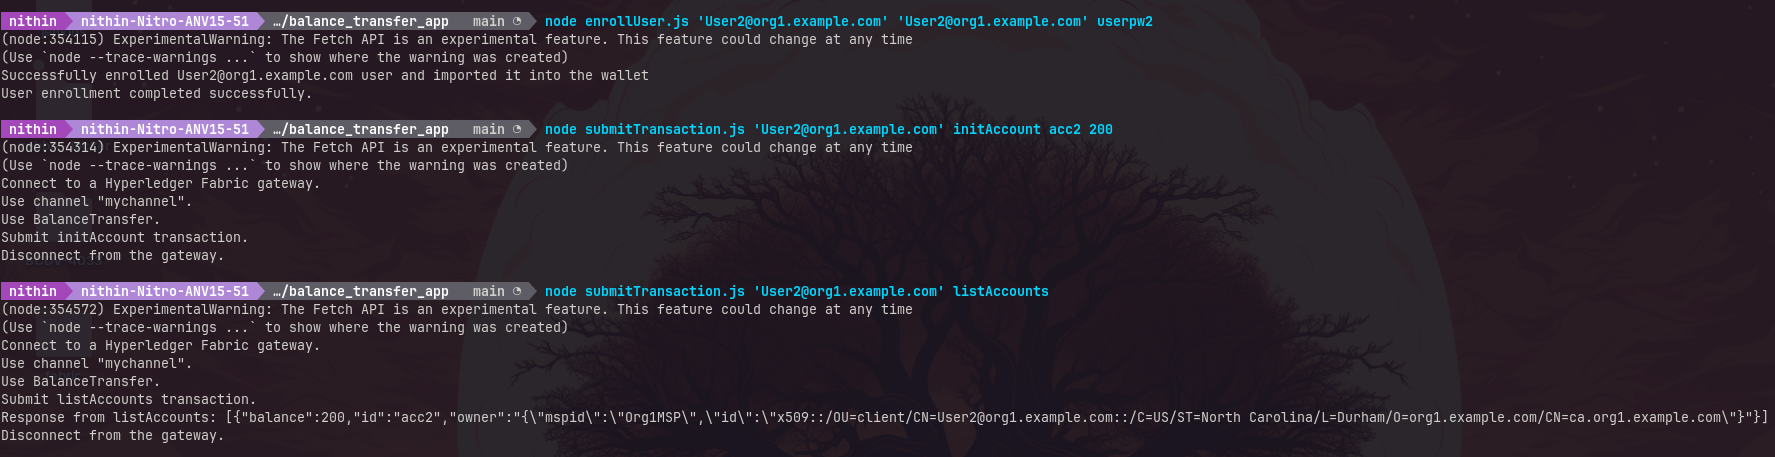 nithin nithin-Nitro-ANV15-51 …/balance_transfer_app main node enrollUser.js 'User2@org1.example.com' 'User2@org1.example.com' userpw2
(node:354115) ExperimentalWarning: The Fetch API is an experimental feature. This feature could change at any time
(Use `node --trace-warnings ...` to show where the warning was created)
Successfully enrolled User2@org1.example.com user and imported it into the wallet
User enrollment completed successfully.
nithin nithin-Nitro-ANV15-51 …/balance_transfer_app main node submitTransaction.js 'User2@org1.example.com' initAccount acc2 200
(node:354314) ExperimentalWarning: The Fetch API is an experimental feature. This feature could change at any time
(Use `node --trace-warnings ...` to show where the warning was created)
Connect to a Hyperledger Fabric gateway.
Use channel "mychannel".
Use BalanceTransfer.
Submit initAccount transaction.
Disconnect from the gateway.
nithin nithin-Nitro-ANV15-51 …/balance_transfer_app main node submitTransaction.js 'User2@org1.example.com' listAccounts
(node:354572) ExperimentalWarning: The Fetch API is an experimental feature. This feature could change at any time
(Use `node --trace-warnings ...` to show where the warning was created)
Connect to a Hyperledger Fabric gateway.
Use channel "mychannel".
Use BalanceTransfer.
Submit listAccounts transaction.
Response from listAccounts: [{"balance":200,"id":"acc2","owner":"{\"mspid\":\"Org1MSP\",\"id\":\"x509::/OU=client/CN=User2@org1.example.com::/C=US/ST=North Carolina/L=Durham/O=org1.example.com/CN=ca.org1.example.com\"}"}]
Disconnect from the gateway.